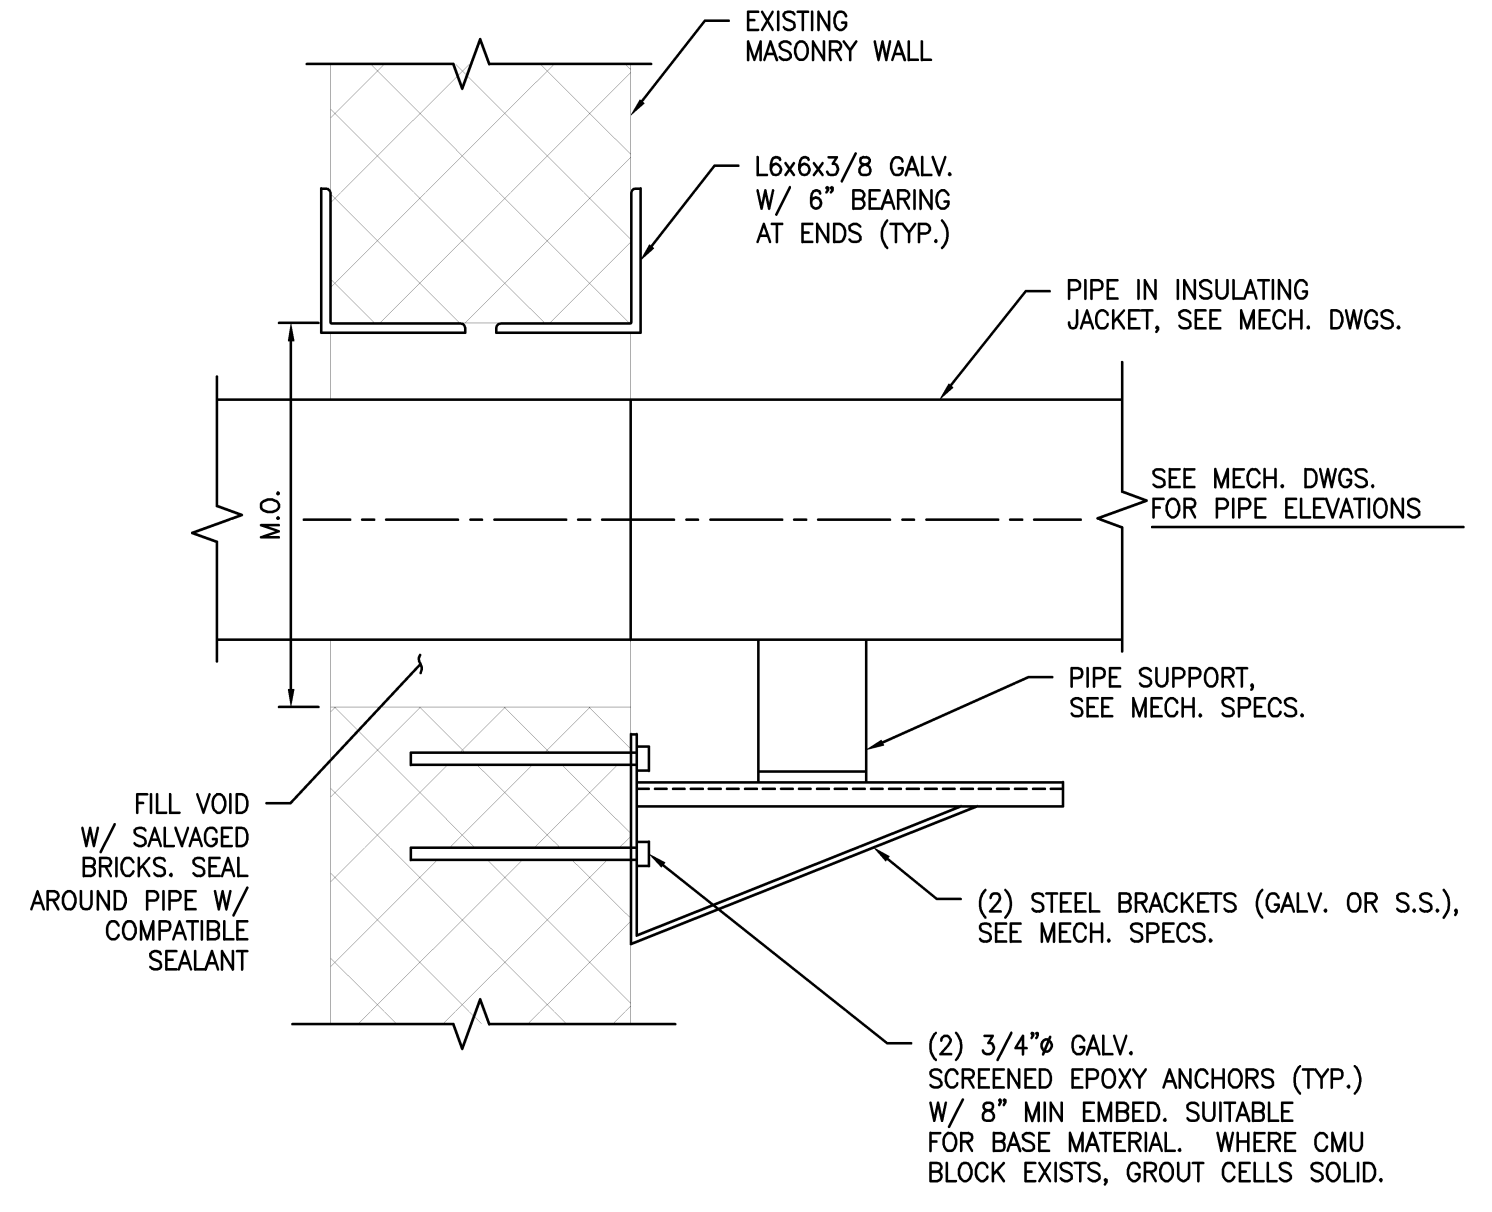 EXISTING
MASONRY WALL
L6x6x3/8 GALV.
W/ 6" BEARING
AT ENDS (TYP.)
PIPE IN INSULATING
JACKET, SEE MECH. DWGS.
SEE MECH. DWGS.
FOR PIPE ELEVATIONS
M.O.
PIPE SUPPORT,
SEE MECH. SPECS.
FILL VOID
W/ SALVAGED
BRICKS. SEAL
AROUND PIPE W/
COMPATIBLE
SEALANT
(2) STEEL BRACKETS (GALV. OR S.S.),
SEE MECH. SPECS.
(2) 3/4"ø GALV.
SCREENED EPOXY ANCHORS (TYP.)
W/ 8" MIN EMBED. SUITABLE
FOR BASE MATERIAL. WHERE CMU
BLOCK EXISTS, GROUT CELLS SOLID.